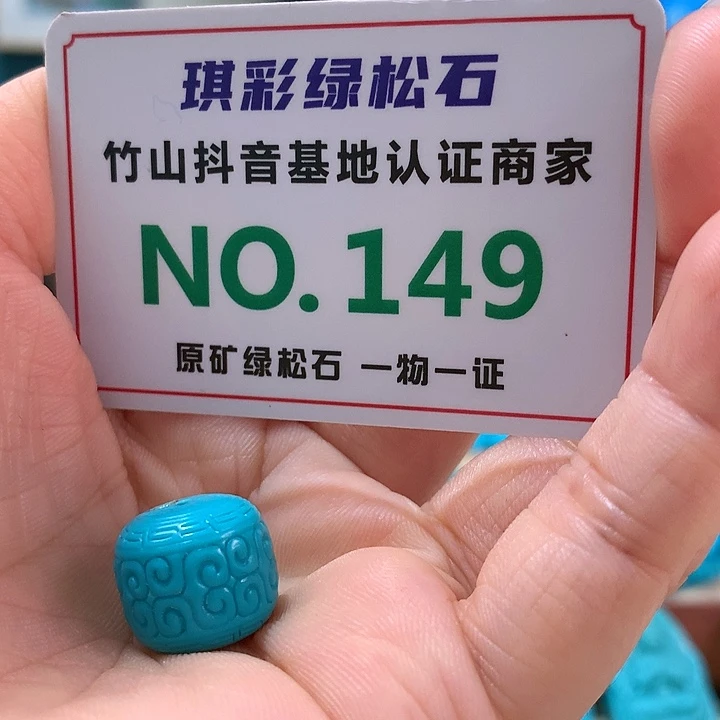 琪彩绿松石
竹山抖音基地认证商家
NO.149
原矿绿松石 一物一证